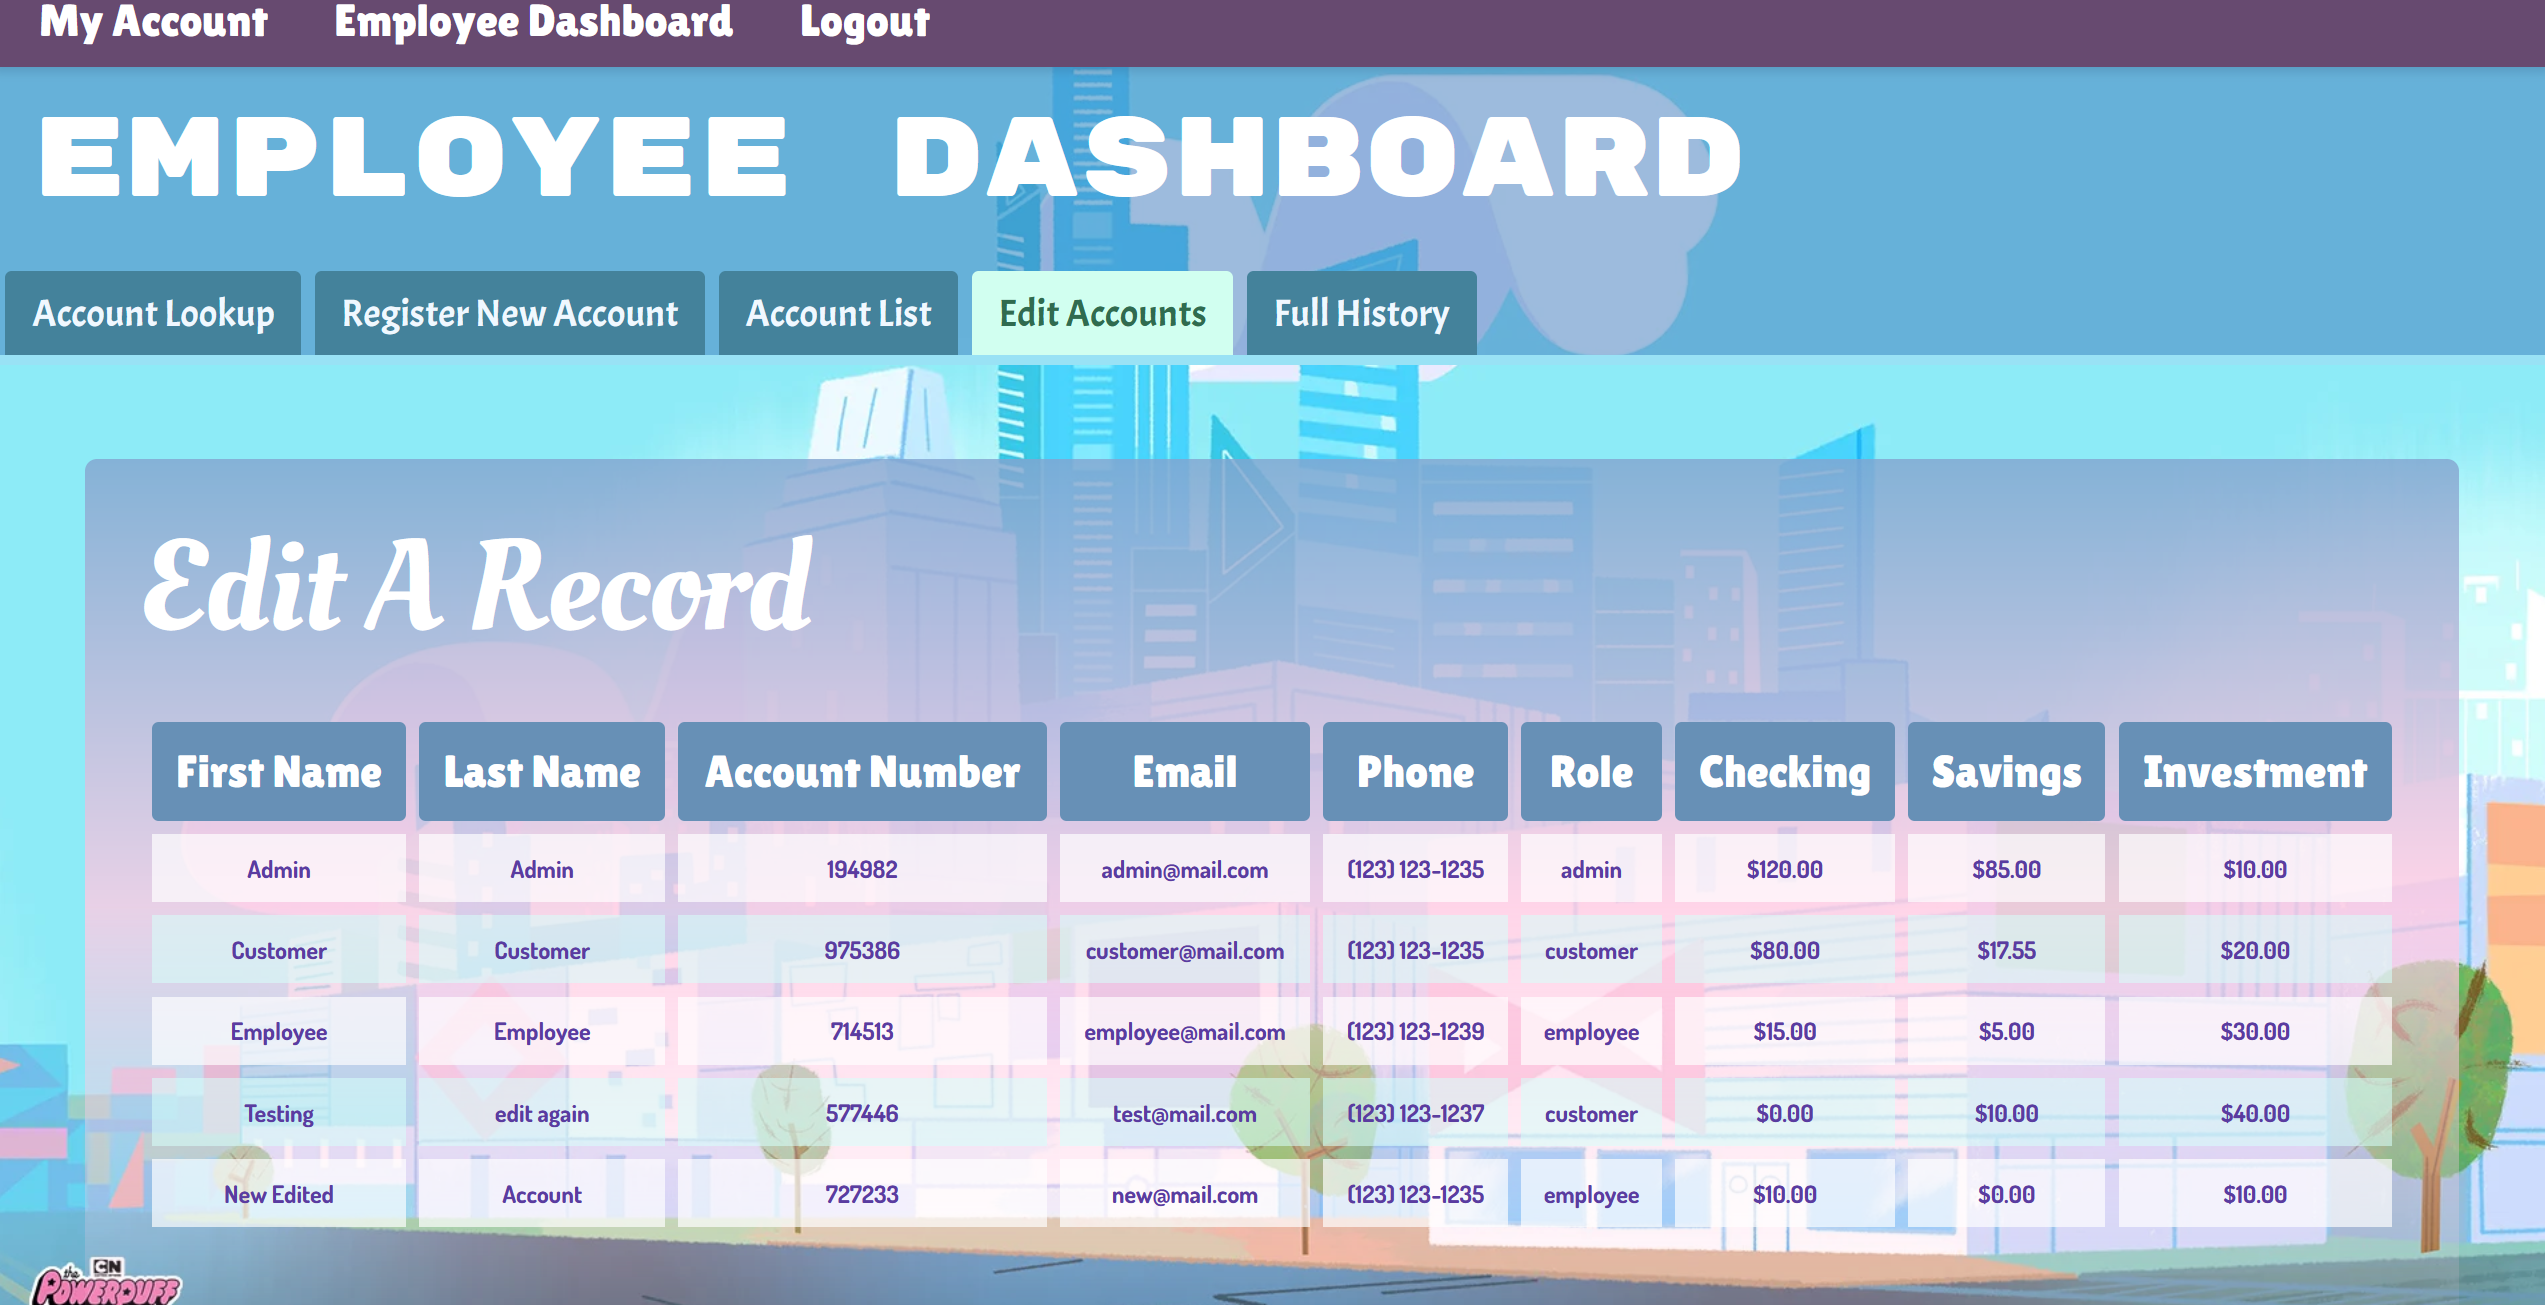 My Account Employee Dashboard Logout
EMPLOYEE DASHBOARD
Account Lookup Register New Account Account List Edit Accounts Full History
Edit A Record
First Name Last Name Account Number Email Phone Role Checking Savings Investment
Admin Admin 194982 admin@mail.com (123) 123-1235 admin $120.00 $85.00 $10.00
Customer Customer 975386 customer@mail.com (123) 123-1235 customer $80.00 $17.55 $20.00
Employee Employee 714513 employee@mail.com (123) 123-1239 employee $15.00 $5.00 $30.00
Testing edit again 577446 test@mail.com (123) 123-1237 customer $0.00 $10.00 $40.00
New Edited Account 727233 new@mail.com (123) 123-1235 employee $10.00 $0.00 $10.00
CN
the
POWERPUFF